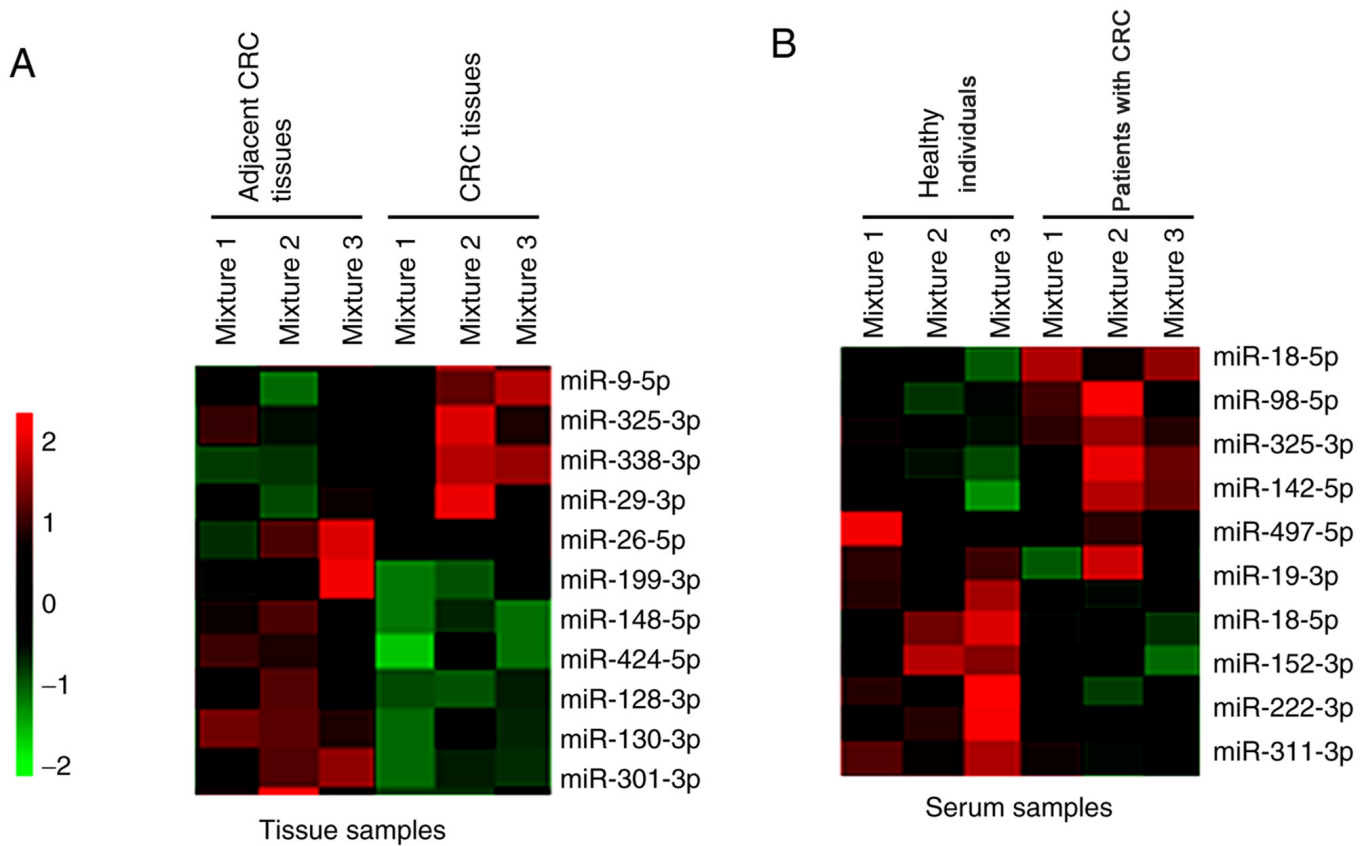 A
Adjacent CRC
tissues
CRC tissues
Mixture 1
Mixture 2
Mixture 3
Mixture 1
Mixture 2
Mixture 3
miR-9-5p
miR-325-3p
miR-338-3p
miR-29-3p
miR-26-5p
miR-199-3p
miR-148-5p
miR-424-5p
miR-128-3p
miR-130-3p
miR-301-3p
2
1
0
−1
−2
Tissue samples
B
Healthy
individuals
Patients with CRC
Mixture 1
Mixture 2
Mixture 3
Mixture 1
Mixture 2
Mixture 3
miR-18-5p
miR-98-5p
miR-325-3p
miR-142-5p
miR-497-5p
miR-19-3p
miR-18-5p
miR-152-3p
miR-222-3p
miR-311-3p
Serum samples